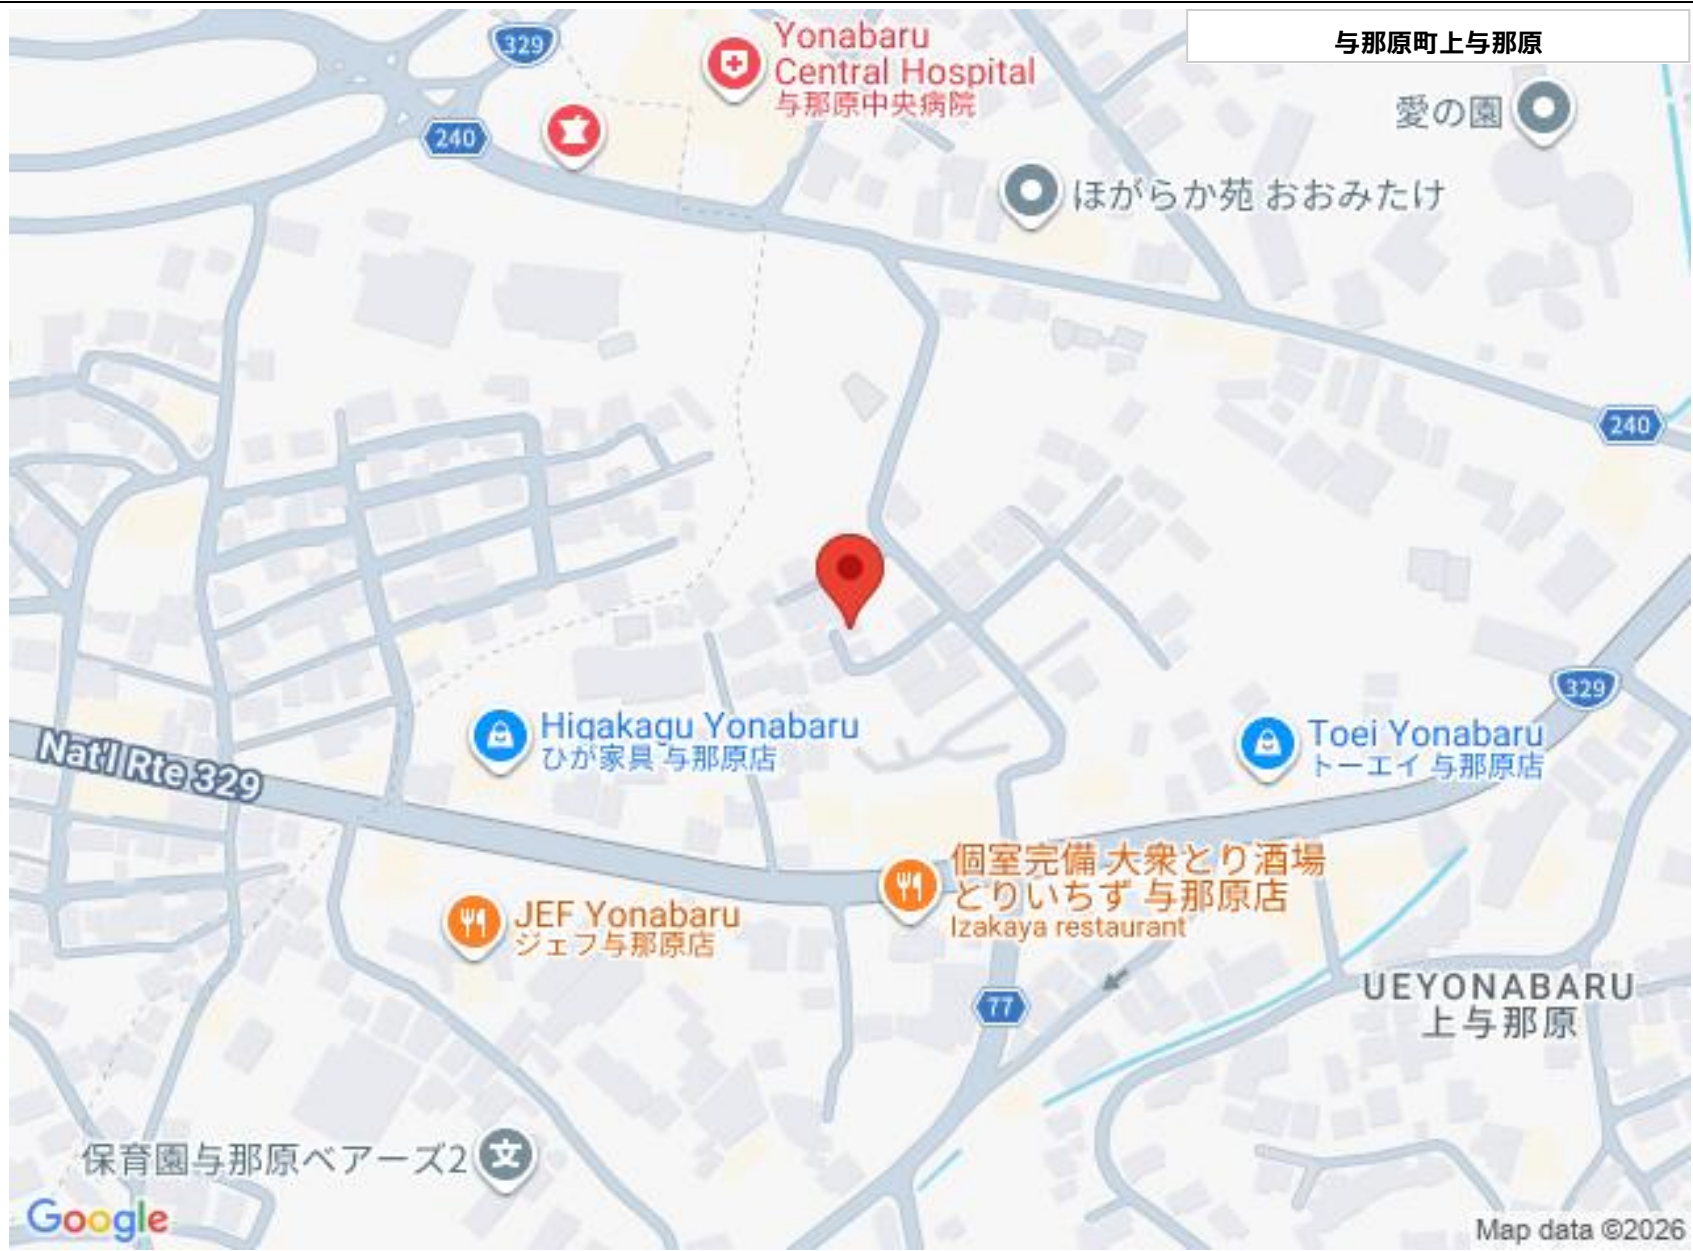 与那原町上与那原
329
Yonabaru
Central Hospital
与那原中央病院
愛の園
240
ほがらか苑 おおみたけ
240
329
Higakagu Yonabaru
ひが家具 与那原店
Toei Yonabaru
トーエイ 与那原店
Nat'l Rte 329
個室完備 大衆とり酒場
とりいちず 与那原店
Izakaya restaurant
JEF Yonabaru
ジェフ与那原店
77
UEYONABARU
上与那原
保育園与那原ベアーズ2
文
Google
Map data ©2026